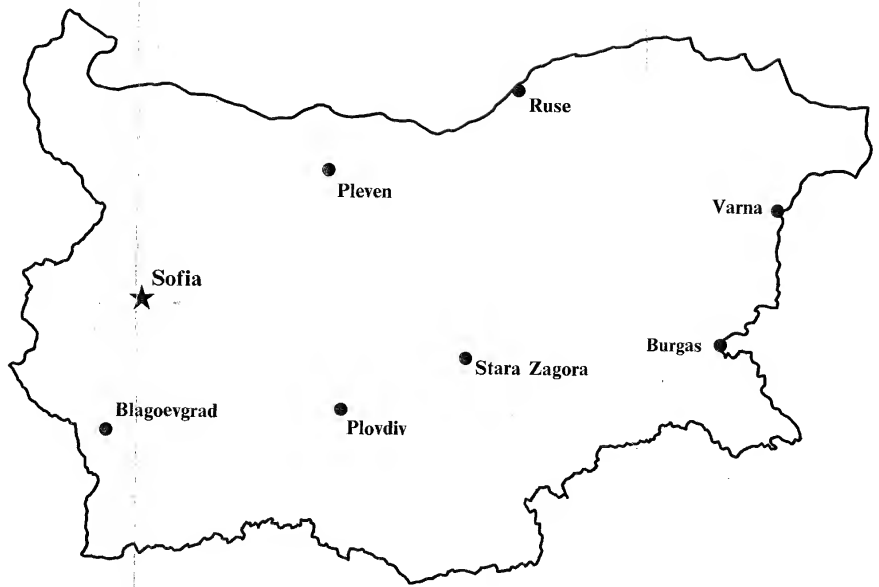 Ruse
Pleven
Varna
Sofia
Burgas
Stara Zagora
Blagoevgrad
Plovdiv